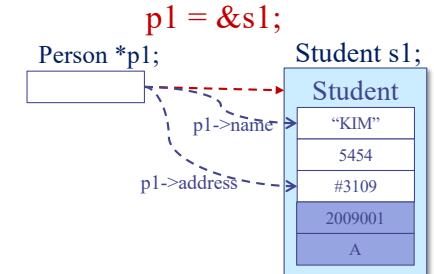 p1 = &s1;
Person *p1;
Student s1;
Student
p1->name
“KIM”
5454
p1->address
#3109
2009001
A